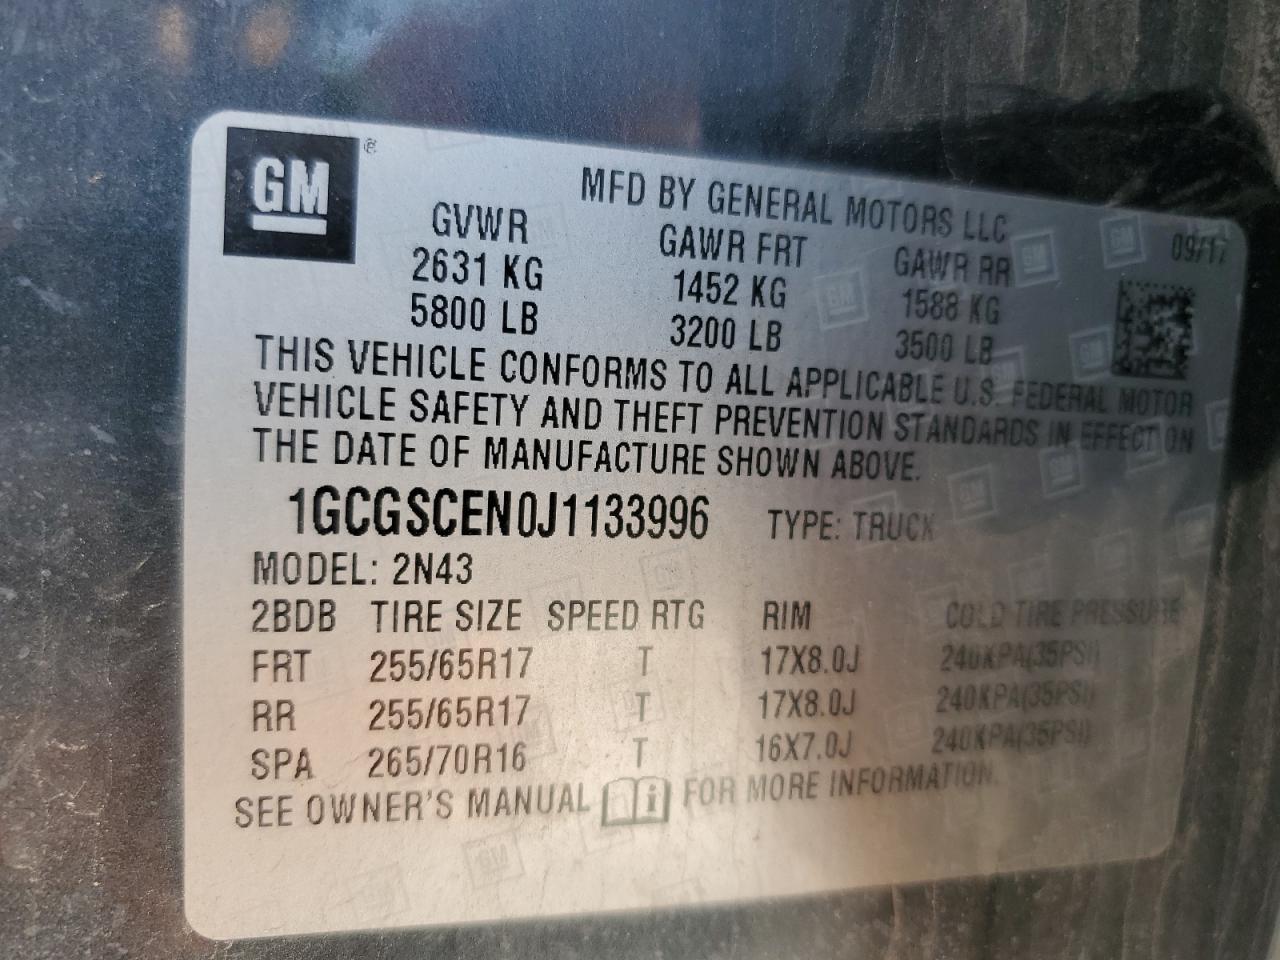 GM®
MFD BY GENERAL MOTORS LLC
09/17
GVWR GAWR FRT GAWR RR
2631 KG 1452 KG 1588 KG
5800 LB 3200 LB 3500 LB
THIS VEHICLE CONFORMS TO ALL APPLICABLE U.S. FEDERAL MOTOR
VEHICLE SAFETY AND THEFT PREVENTION STANDARDS IN EFFECT ON
THE DATE OF MANUFACTURE SHOWN ABOVE.
1GCGSCEN0J1133996 TYPE: TRUCK
MODEL: 2N43
2BDB TIRE SIZE SPEED RTG RIM COLD TIRE PRESSURE
FRT 255/65R17 T 17X8.0J 240KPA(35PSI)
RR 255/65R17 T 17X8.0J 240KPA(35PSI)
SPA 265/70R16 T 16X7.0J 240KPA(35PSI)
SEE OWNER'S MANUAL FOR MORE INFORMATION.